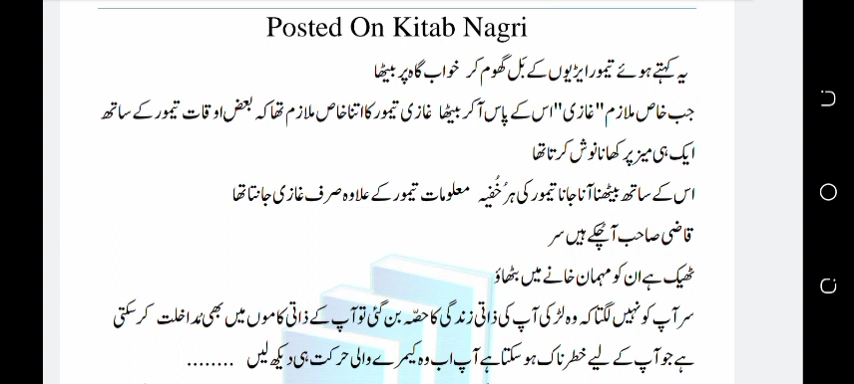 Posted On Kitab Nagri
یہ کہتے ہوئے تیمور ایڑیوں کے بَل گھوم کر خواب گاہ پر بیٹھا
جب خاص ملازم "غازی" اس کے پاس آکر بیٹھا غازی تیمور کا اتنا خاص ملازم تھا کہ بعض اوقات تیمور کے ساتھ
ایک ہی میز پر کھانا نوش کرتا تھا
اس کے ساتھ بیٹھنا آنا جانا تیمور کی ہر خُفیہ معلومات تیمور کے علاوہ صرف غازی جانتا تھا
قاضی صاحب آ چُکے ہیں سر
ٹھیک ہے ان کو مہمان خانے میں بٹھاؤ
سر آپ کو نہیں لگتا کہ وہ لڑکی آپ کی ذاتی زندگی کا حصّہ بن گئی تو آپ کے ذاتی کاموں میں بھی مُداخلت کر سکتی
ہے جو آپ کے لیے خطرناک ہو سکتا ہے آپ اب وہ کیمرے والی حرکت ہی دیکھ لیں ........